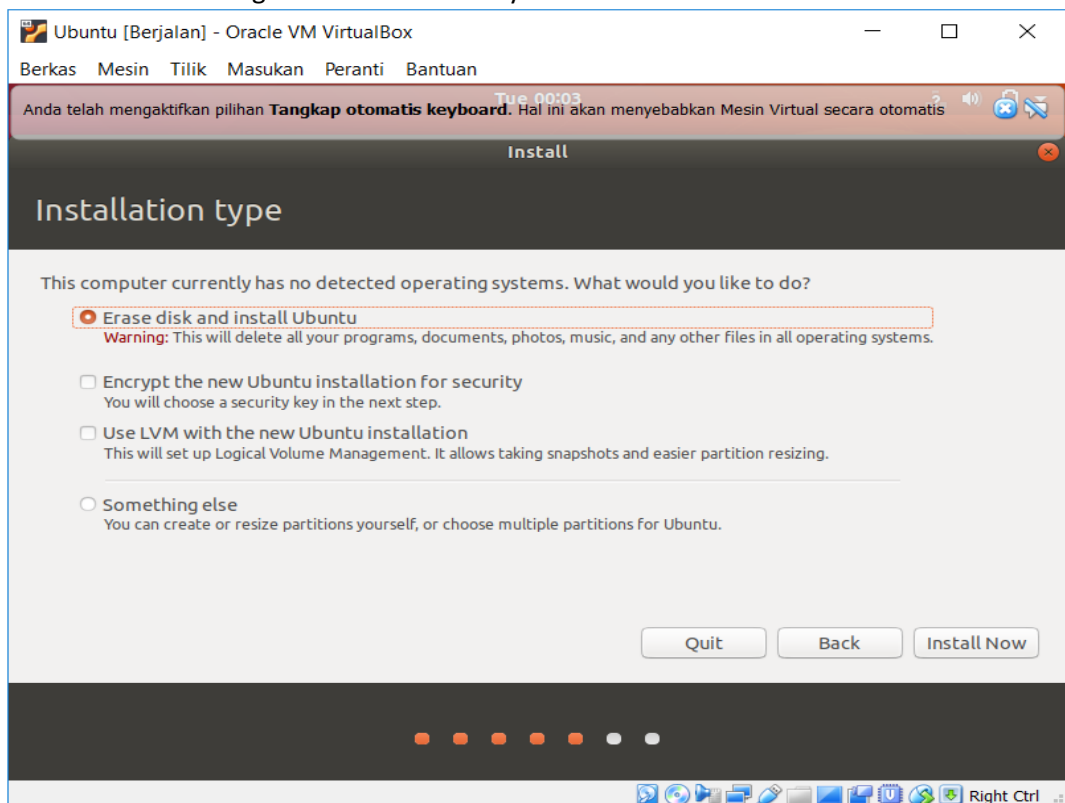 Ubuntu [Berjalan] - Oracle VM VirtualBox
Berkas Mesin Tilik Masukan Peranti Bantuan
Tue 00:03
Anda telah mengaktifkan pilihan Tangkap otomatis keyboard. Hal ini akan menyebabkan Mesin Virtual secara otomatis
Install
Installation type
This computer currently has no detected operating systems. What would you like to do?
Erase disk and install Ubuntu
Warning: This will delete all your programs, documents, photos, music, and any other files in all operating systems.
Encrypt the new Ubuntu installation for security
You will choose a security key in the next step.
Use LVM with the new Ubuntu installation
This will set up Logical Volume Management. It allows taking snapshots and easier partition resizing.
Something else
You can create or resize partitions yourself, or choose multiple partitions for Ubuntu.
Quit Back Install Now
Right Ctrl